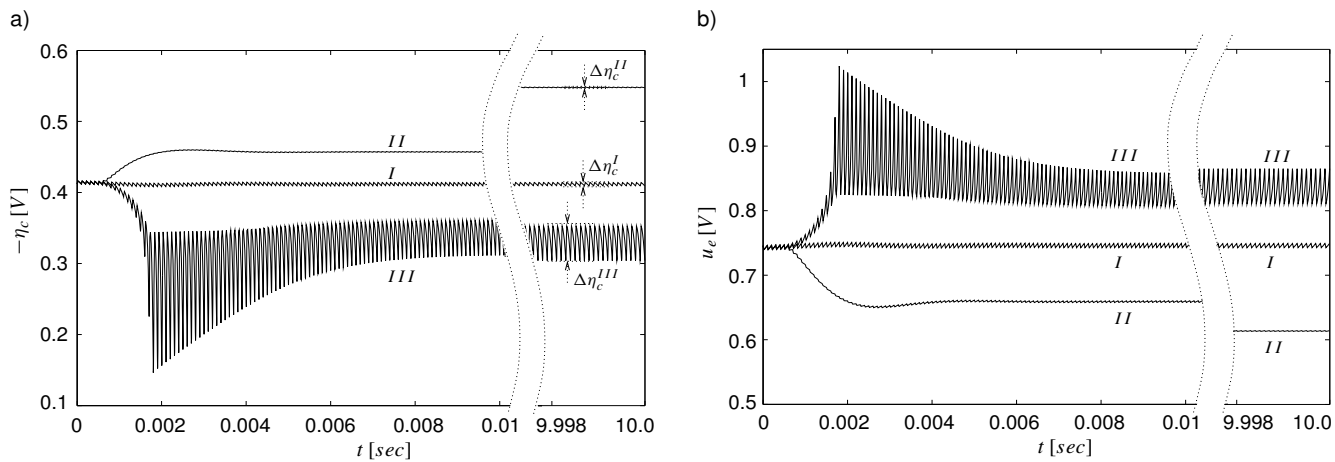 a)
0.6
0.5
0.4
0.3
0.2
0.1
−η_c [V]
0
0.002
0.004
0.006
0.008
0.01
9.998
10.0
t [sec]
II
I
III
Δη_c^{II}
Δη_c^{I}
Δη_c^{III}
b)
1
0.9
0.8
0.7
0.6
0.5
u_e [V]
0
0.002
0.004
0.006
0.008
0.01
9.998
10.0
t [sec]
III
III
I
I
II
II